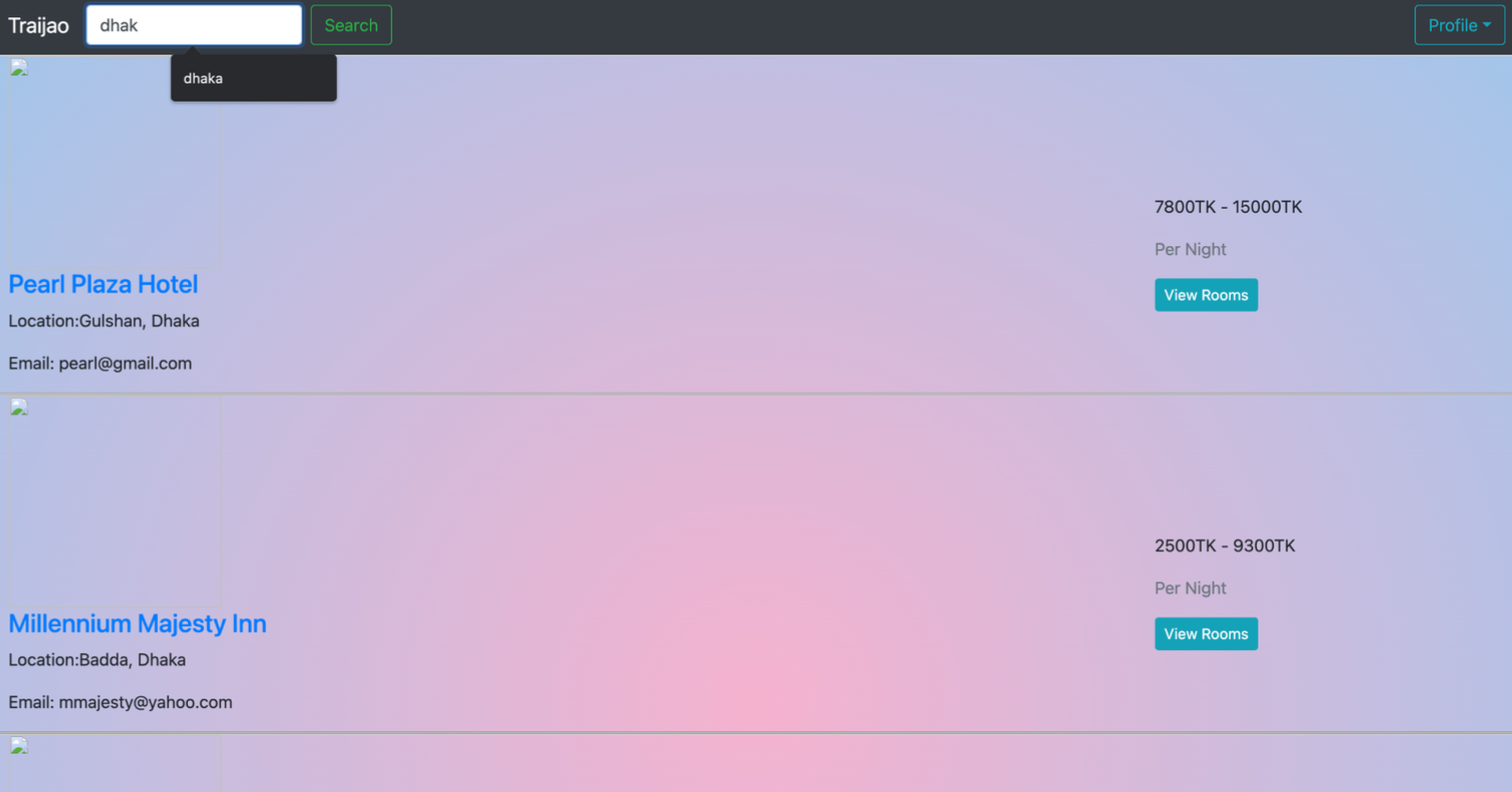 Traijao dhak Search Profile
dhaka
7800TK - 15000TK
Per Night
View Rooms
Pearl Plaza Hotel
Location:Gulshan, Dhaka
Email: pearl@gmail.com
2500TK - 9300TK
Per Night
View Rooms
Millennium Majesty Inn
Location:Badda, Dhaka
Email: mmajesty@yahoo.com